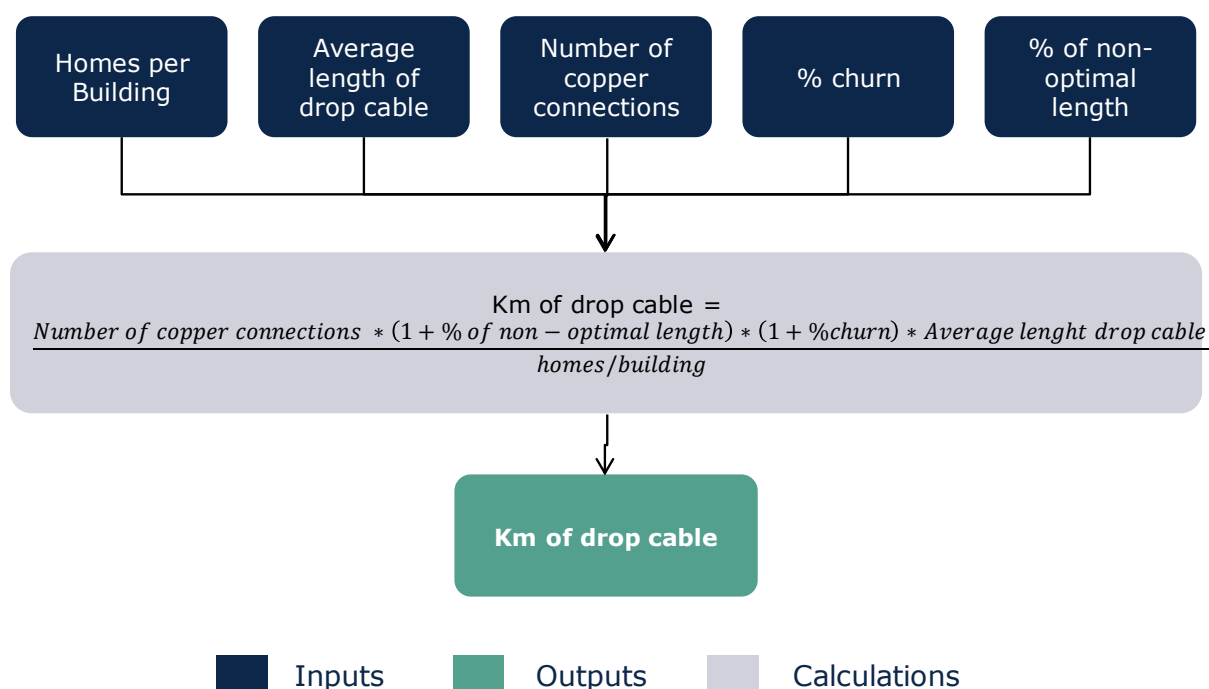 Homes per
Building
Average
length of
drop cable
Number of
copper
connections
% churn
% of non-
optimal
length
Km of drop cable =
Number of copper connections * (1 + % of non − optimal length) * (1 + %churn) * Average lenght drop cable
homes/building
Km of drop cable
Inputs
Outputs
Calculations